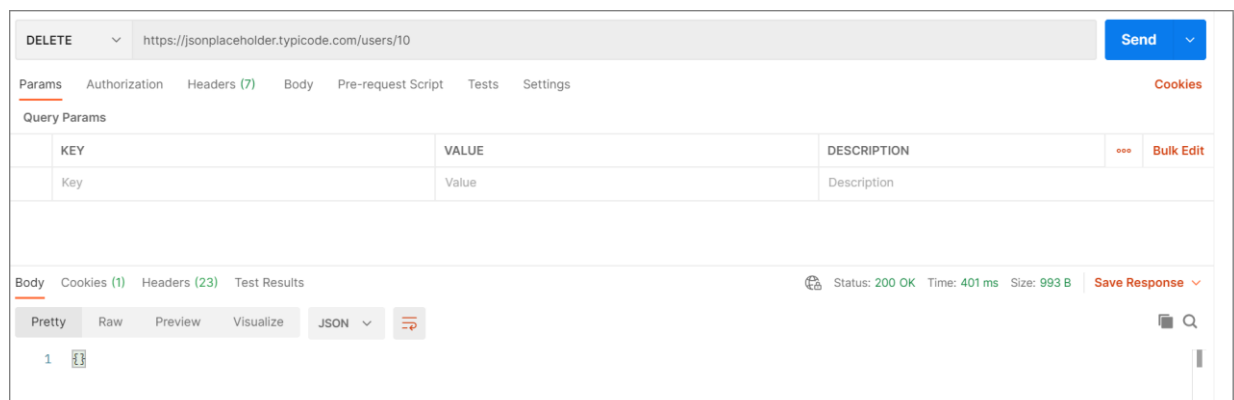 DELETE https://jsonplaceholder.typicode.com/users/10 Send
Params Authorization Headers (7) Body Pre-request Script Tests Settings Cookies
Query Params
KEY VALUE DESCRIPTION ooo Bulk Edit
Key Value Description
Body Cookies (1) Headers (23) Test Results Status: 200 OK Time: 401 ms Size: 993 B Save Response
Pretty Raw Preview Visualize JSON
1 {}